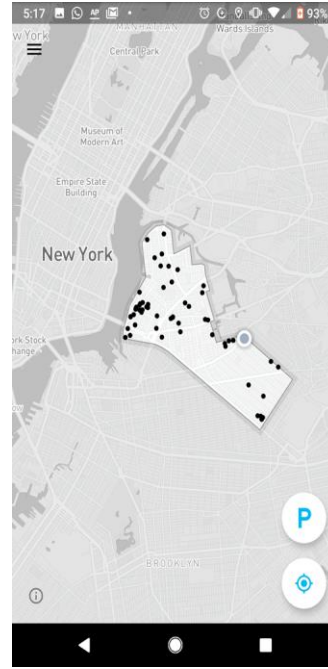 5:17
93%
MANHATTAN
Wards Islands
w York
Central Park
Museum of
Modern Art
Empire State
Building
New York
rk Stock
hange
P
BROOKLYN